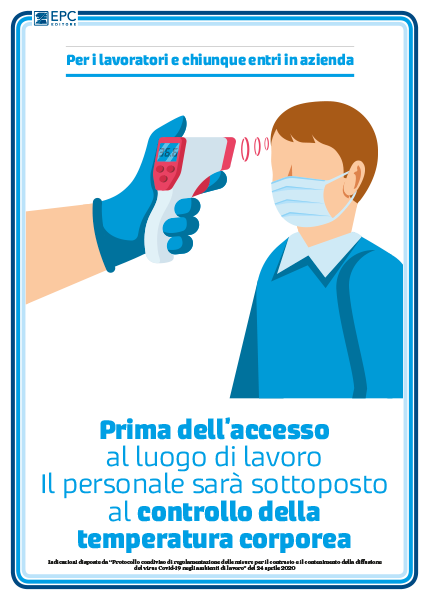 EPC
EDITORE
Per i lavoratori e chiunque entri in azienda
Prima dell'accesso
al luogo di lavoro
Il personale sarà sottoposto
al controllo della
temperatura corporea
Indicazioni disposte da "Protocollo condiviso di regolamentazione delle misure per il contrasto e il contenimento della diffusione
del virus Covid-19 negli ambienti di lavoro" del 24 aprile 2020